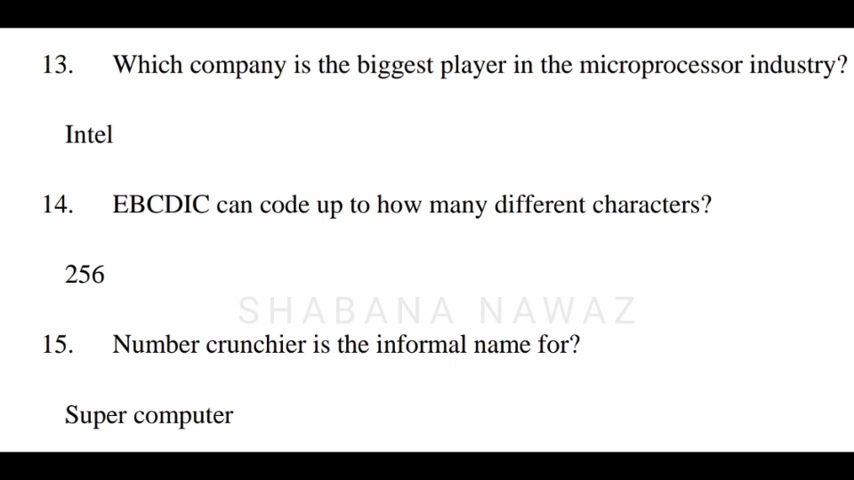 13. Which company is the biggest player in the microprocessor industry?
Intel
14. EBCDIC can code up to how many different characters?
256
SHABANA NAWAZ
15. Number crunchier is the informal name for?
Super computer